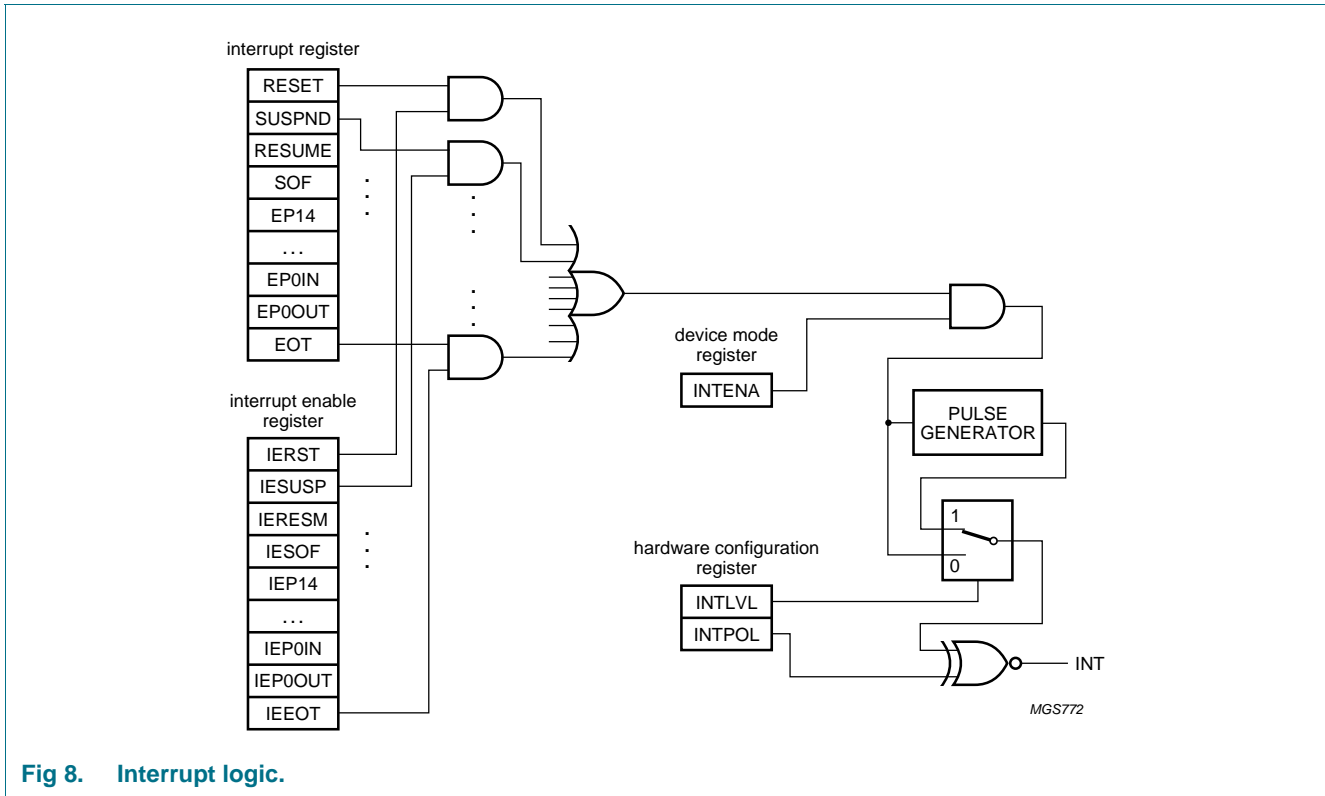 interrupt register
RESET
SUSPND
RESUME
SOF
EP14
...
EP0IN
EP0OUT
EOT
interrupt enable
register
IERST
IESUSP
IERESM
IESOF
IEP14
...
IEP0IN
IEP0OUT
IEEOT
device mode
register
INTENA
PULSE
GENERATOR
1
0
hardware configuration
register
INTLVL
INTPOL
INT
MGS772
Fig 8. Interrupt logic.